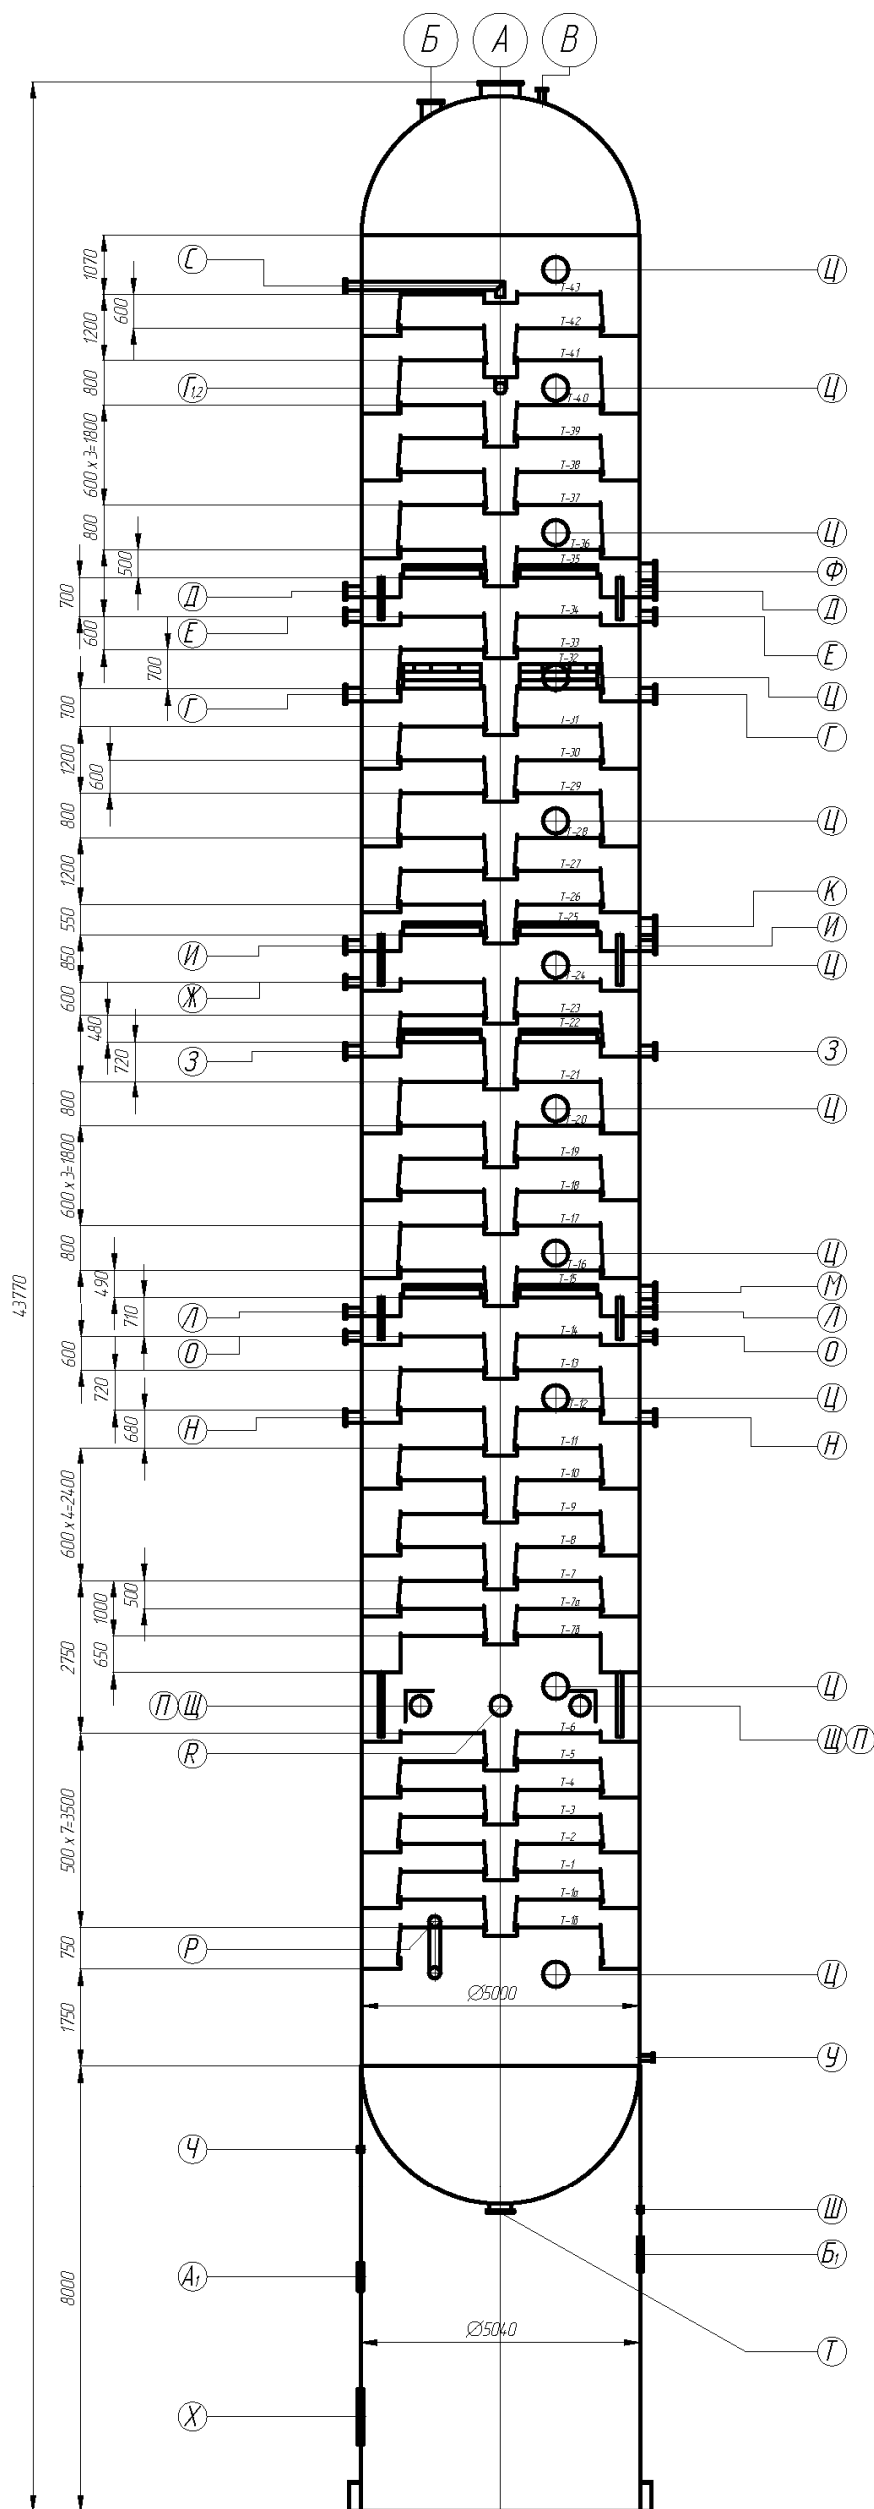 Б А В
1070
С
Ц
Т-43
600
Т-42
1200
Т-41
800
Г1,2
Ц
Т-40
600 x 3=1800
Т-39
Т-38
Т-37
800
Ц
Т-36
500
Т-35
Ф
700
Д
Д
Т-34
Е
Е
600
Т-33
700
Т-32
Ц
700
Г
Г
Т-31
1200
600
Т-30
Т-29
800
Ц
Т-28
1200
Т-27
К
Т-26
550
Т-25
И
И
850
Ц
Т-24
600
Ж
Т-23
480
Т-22
З
З
720
Т-21
800
Ц
Т-20
600 x 3=1800
Т-19
Т-18
Т-17
800
Ц
Т-16
490
Т-15
М
43770
Л
Л
710
Т-14
О
О
600
Т-13
720
Ц
Т-12
680
Н
Н
Т-11
600 x 4=2400
Т-10
Т-9
Т-8
Т-7
500
1000
Т-7а
Т-7б
2750
650
Ц
П Щ
Т-6
R
Щ П
Т-5
Т-4
500 x 7=3500
Т-3
Т-2
Т-1
Т-1а
Т-1б
750
Р
Ц
Ø5000
1750
У
Ч
Ш
Б1
А1
8000
Ø5040
Т
Х